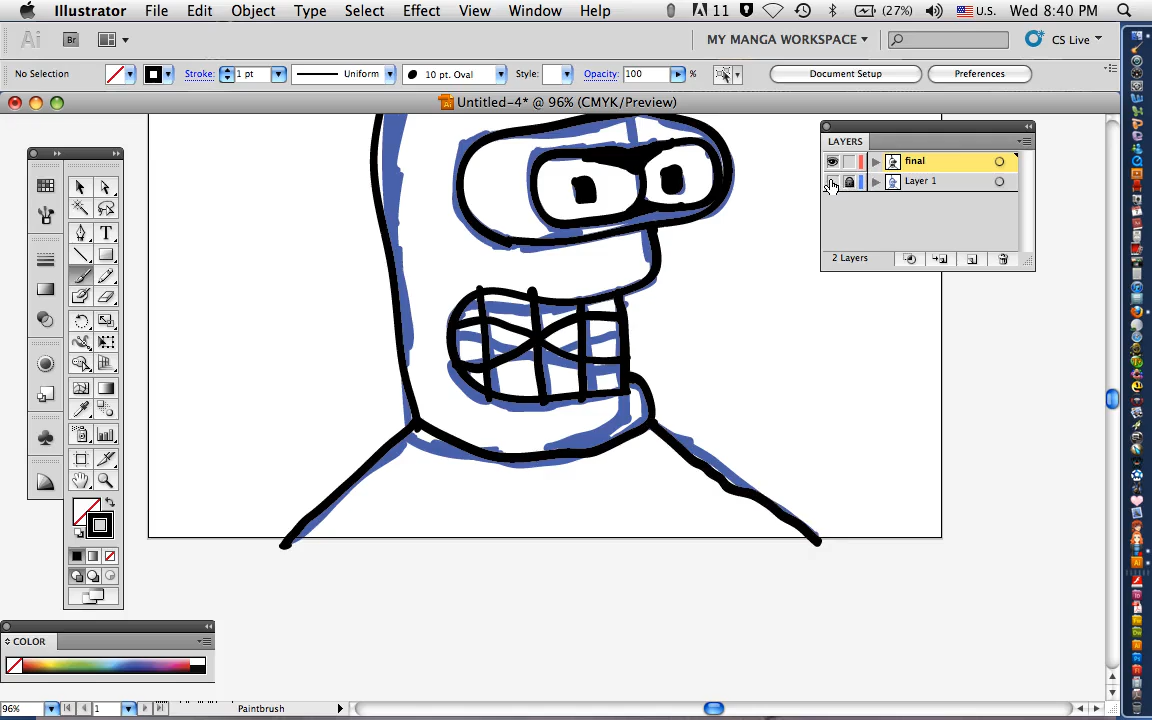 Illustrator File Edit Object Type Select Effect View Window Help 11 (27%) U.S. Wed 8:40 PM
Ai Br MY MANGA WORKSPACE CS Live
No Selection Stroke: 1 pt Uniform 10 pt. Oval Style: Opacity: 100 % Document Setup Preferences
Untitled-4* @ 96% (CMYK/Preview)
LAYERS
final
Layer 1
2 Layers
T
COLOR
96% 1 Paintbrush